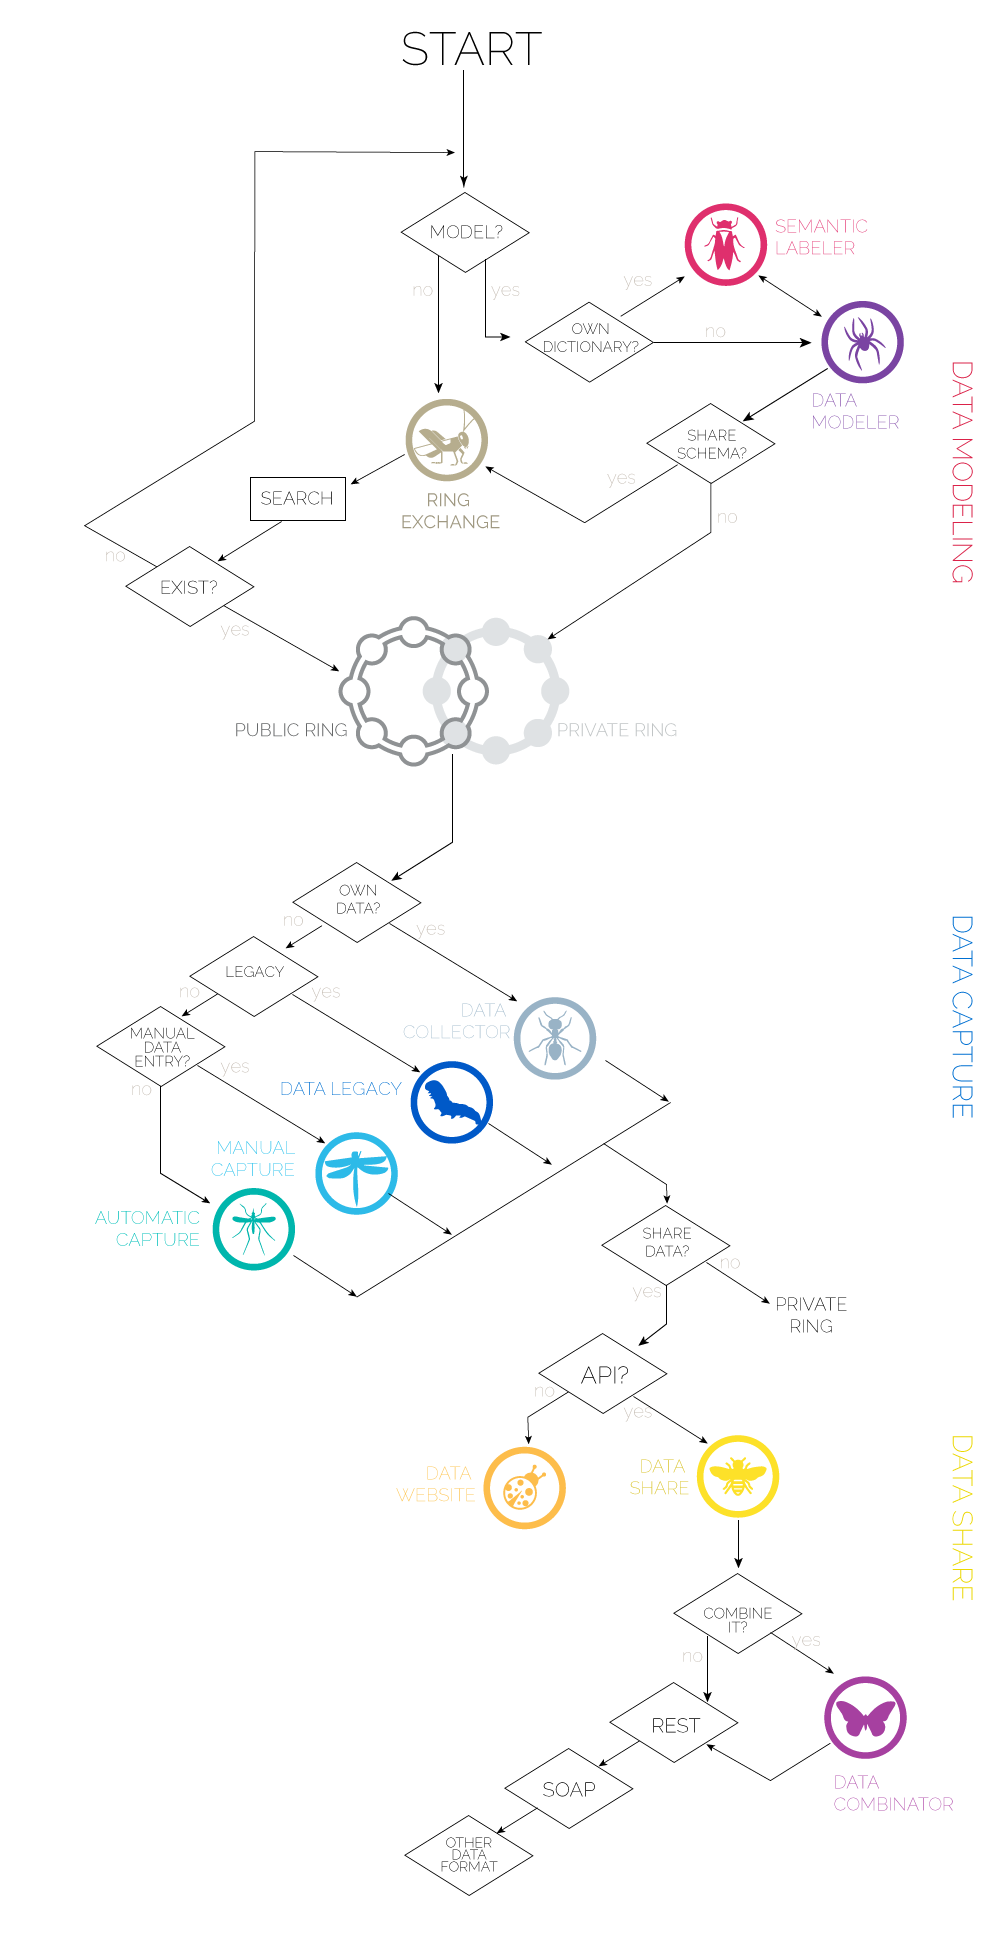 START
MODEL?
SEMANTIC
LABELER
no
yes
yes
OWN
DICTIONARY?
no
DATA
MODELER
DATA MODELING
SHARE
SCHEMA?
yes
no
SEARCH
RING
EXCHANGE
no
EXIST?
yes
PUBLIC RING
PRIVATE RING
OWN
DATA?
no
yes
LEGACY
no
yes
DATA
COLLECTOR
DATA CAPTURE
MANUAL
DATA
ENTRY?
no
yes
DATA LEGACY
MANUAL
CAPTURE
AUTOMATIC
CAPTURE
SHARE
DATA?
no
yes
PRIVATE
RING
API?
no
yes
DATA
WEBSITE
DATA
SHARE
DATA SHARE
COMBINE
IT?
no
yes
REST
DATA
COMBINATOR
SOAP
OTHER
DATA
FORMAT